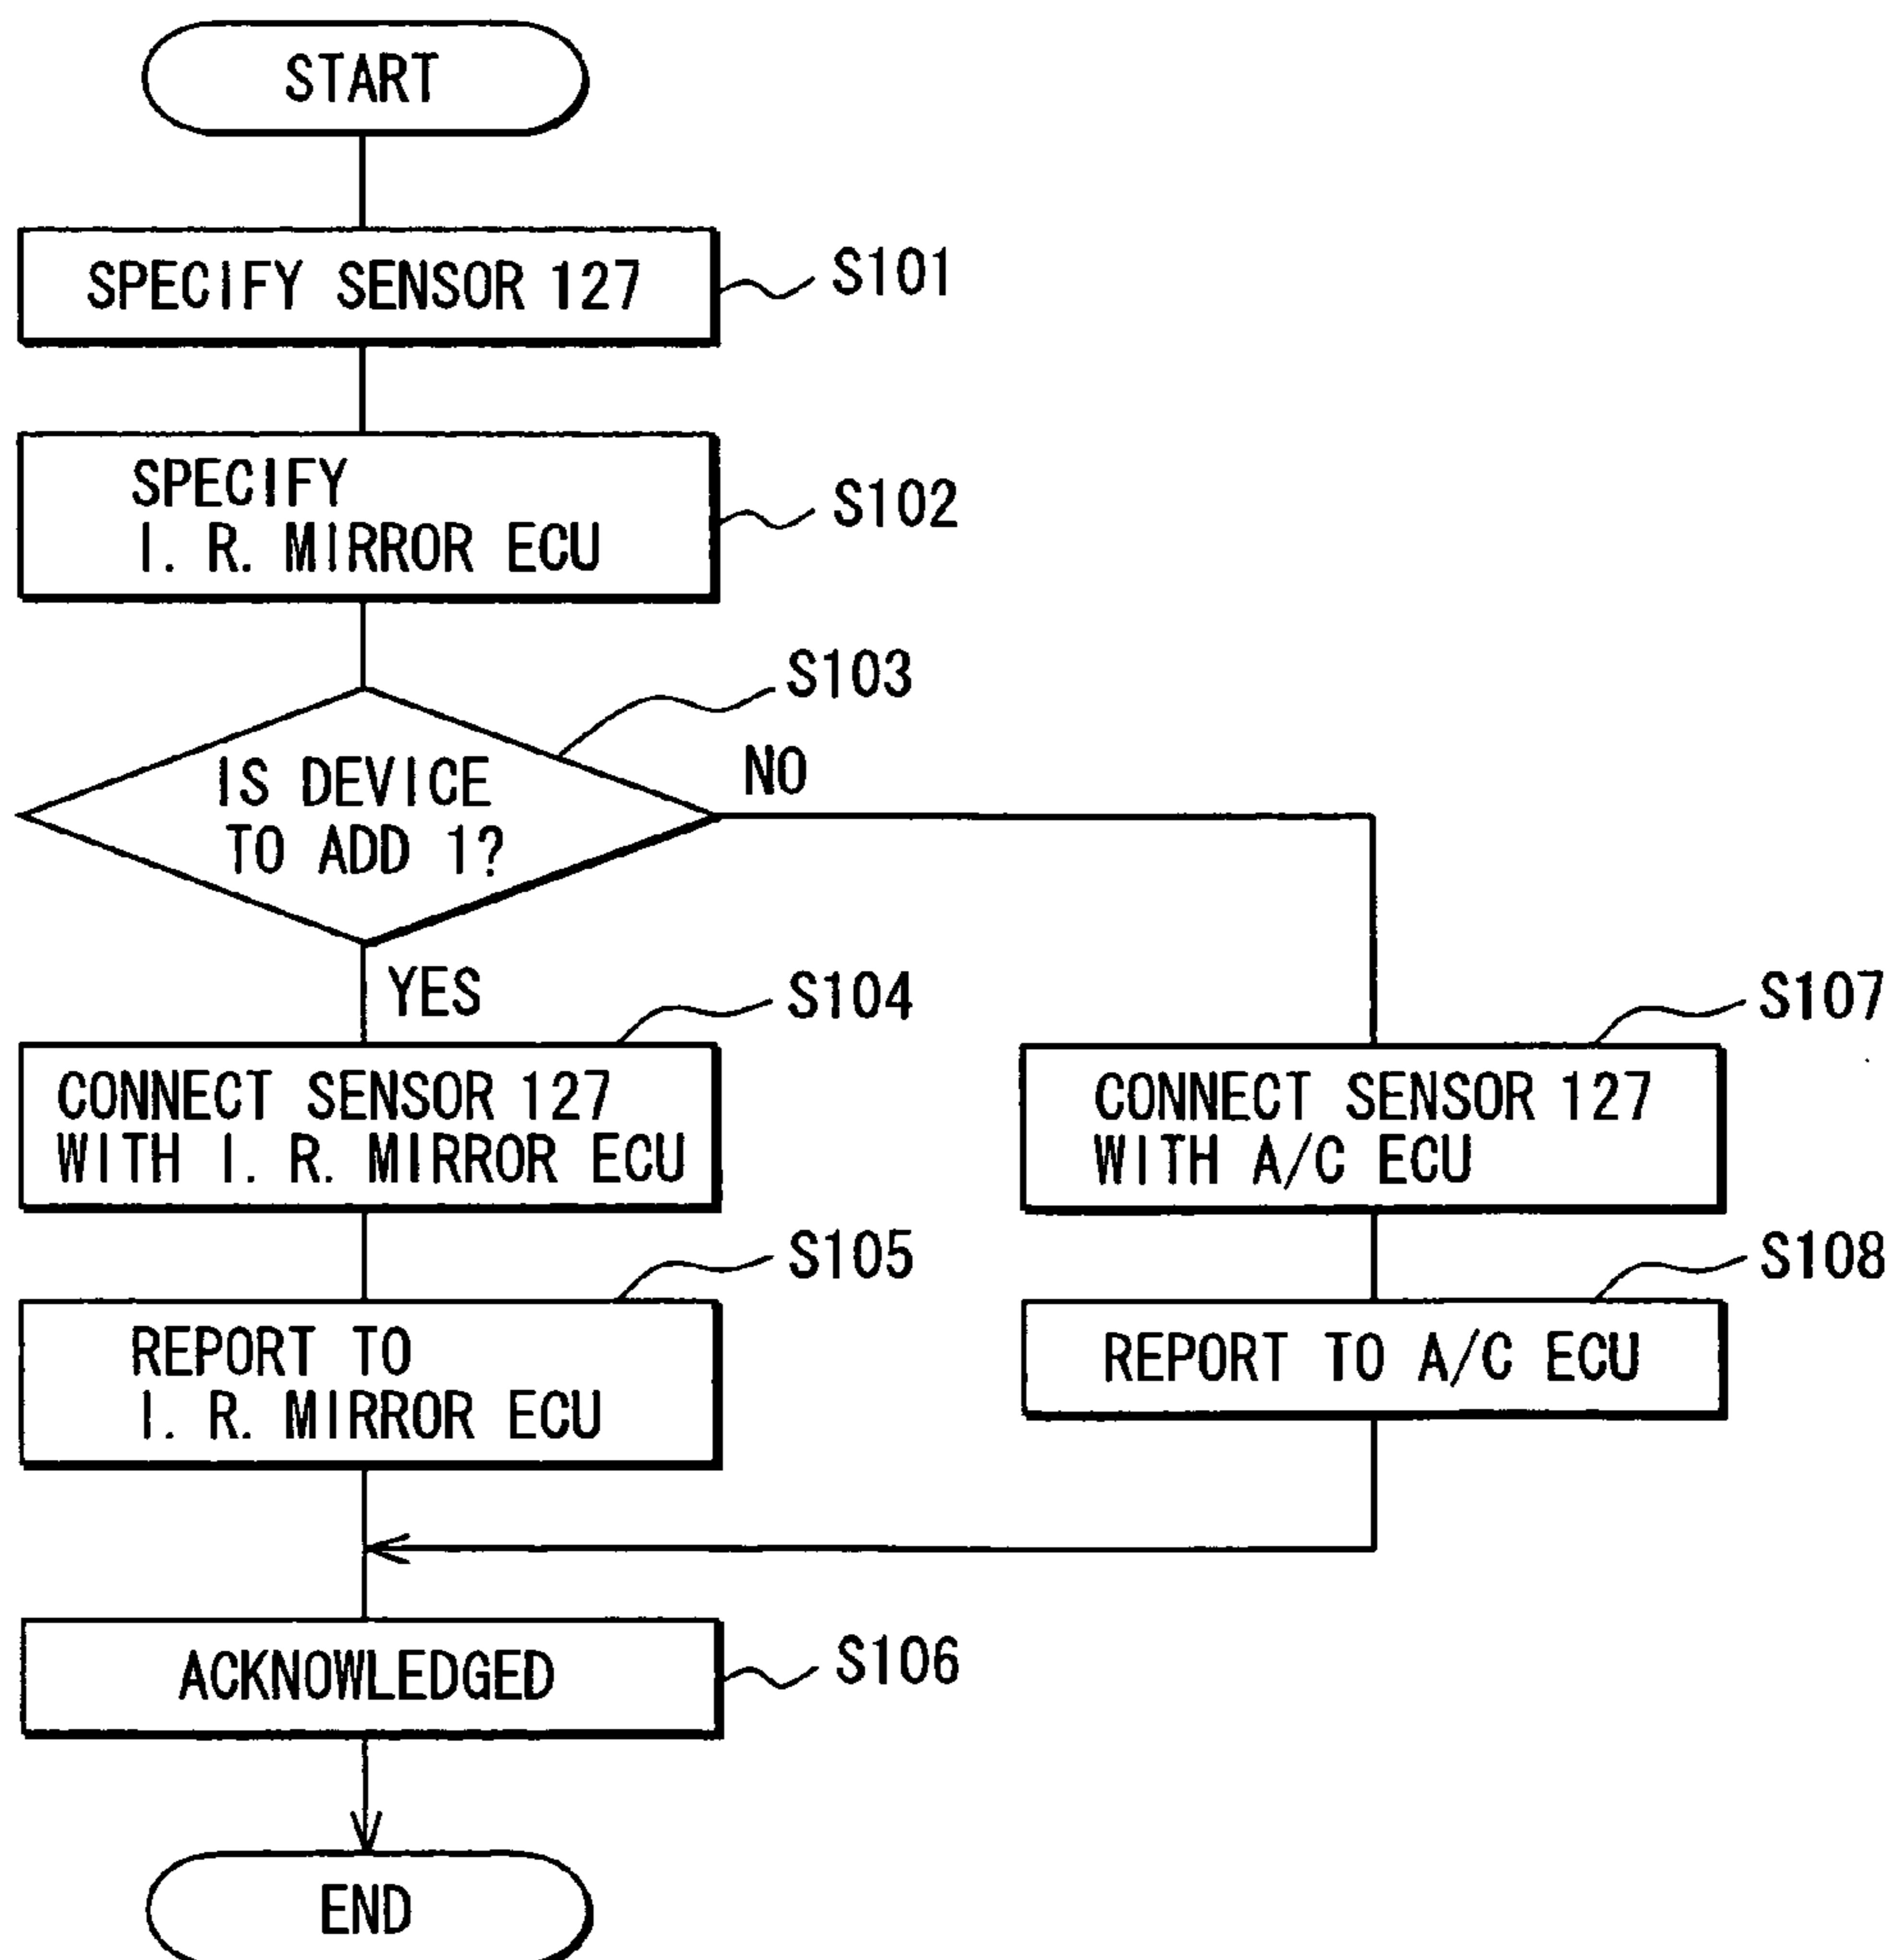 START
SPECIFY SENSOR 127
S101
SPECIFY
I. R. MIRROR ECU
S102
S103
IS DEVICE
TO ADD 1?
NO
YES
S104
CONNECT SENSOR 127
WITH I. R. MIRROR ECU
S107
CONNECT SENSOR 127
WITH A/C ECU
S105
REPORT TO
I. R. MIRROR ECU
S108
REPORT TO A/C ECU
ACKNOWLEDGED
S106
END